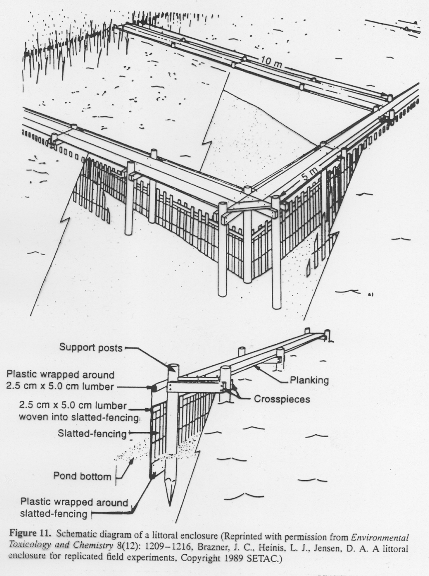 10 m
5 m
Support posts
Plastic wrapped around
2.5 cm x 5.0 cm lumber
Planking
Crosspieces
2.5 cm x 5.0 cm lumber
woven into slatted-fencing
Slatted-fencing
Pond bottom
Plastic wrapped around
slatted-fencing
Figure 11. Schematic diagram of a littoral enclosure (Reprinted with permission from Environmental
Toxicology and Chemistry 8(12): 1209–1216, Brazner, J. C., Heinis, L. J., Jensen, D. A. A littoral
enclosure for replicated field experiments. Copyright 1989 SETAC.)